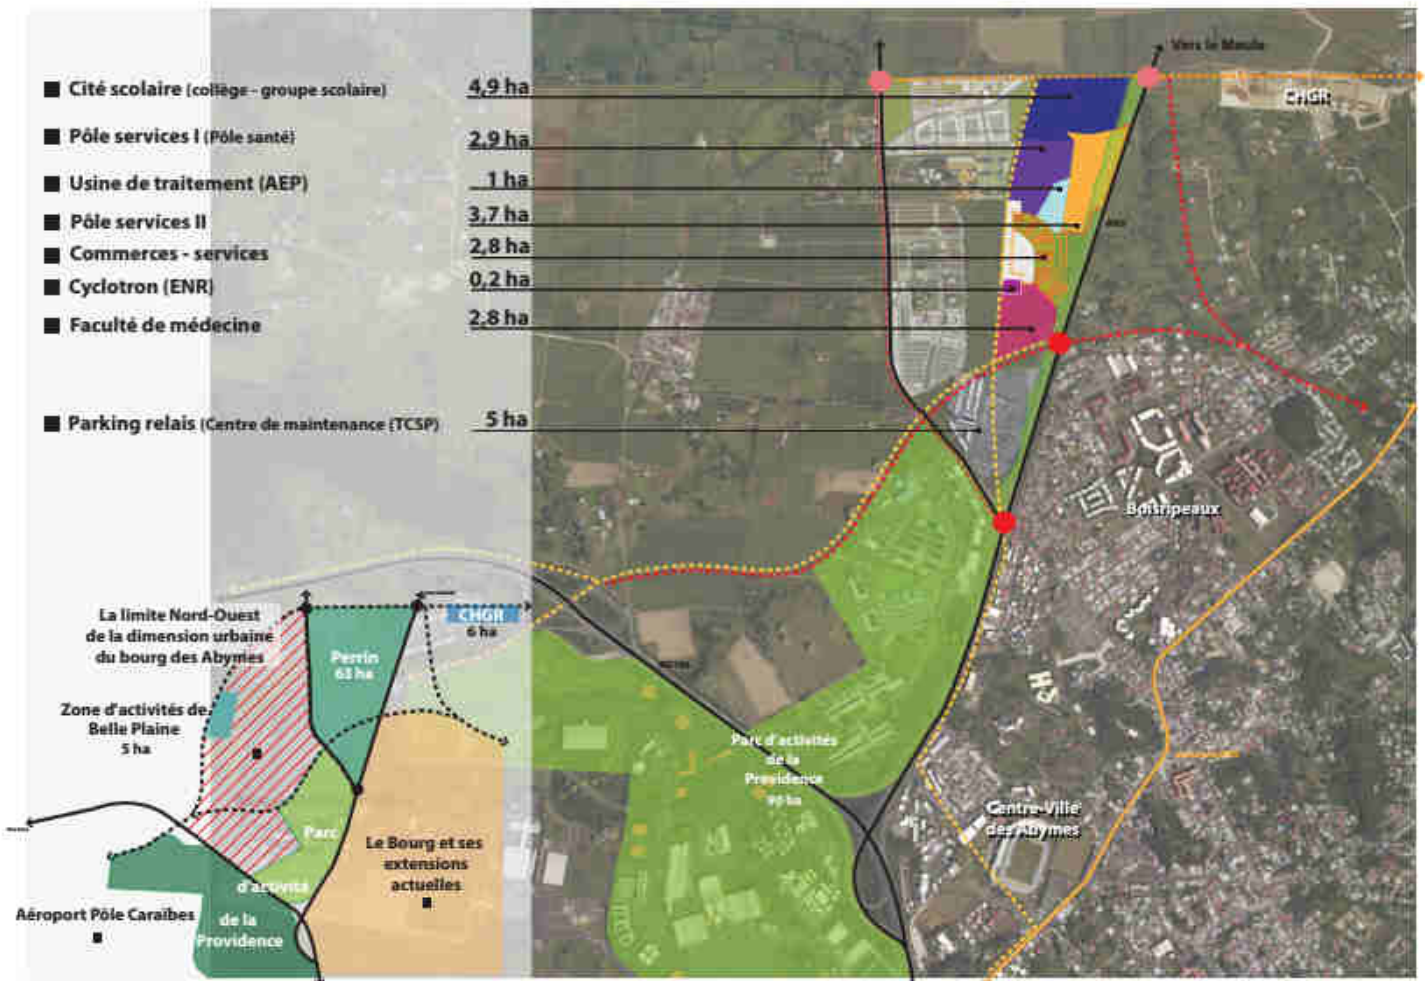 Vers le Moule
Cité scolaire (collège - groupe scolaire) 4,9 ha
CHGR
Pôle services I (Pôle santé) 2,9 ha
Usine de traitement (AEP) 1 ha
Pôle services II 3,7 ha
Commerces - services 2,8 ha
Cyclotron (ENR) 0,2 ha
Faculté de médecine 2,8 ha
Parking relais (Centre de maintenance (TCSP) 5 ha
Boisripeaux
La limite Nord-Ouest
de la dimension urbaine
du bourg des Abymes
CHGR
6 ha
Perrin
63 ha
Zone d'activités de
Belle Plaine
5 ha
Parc d'activités
de la
Providence
90 ha
Centre-Ville
des Abymes
Parc
d'activité
de la
Providence
Le Bourg et ses
extensions
actuelles
Aéroport Pôle Caraïbes